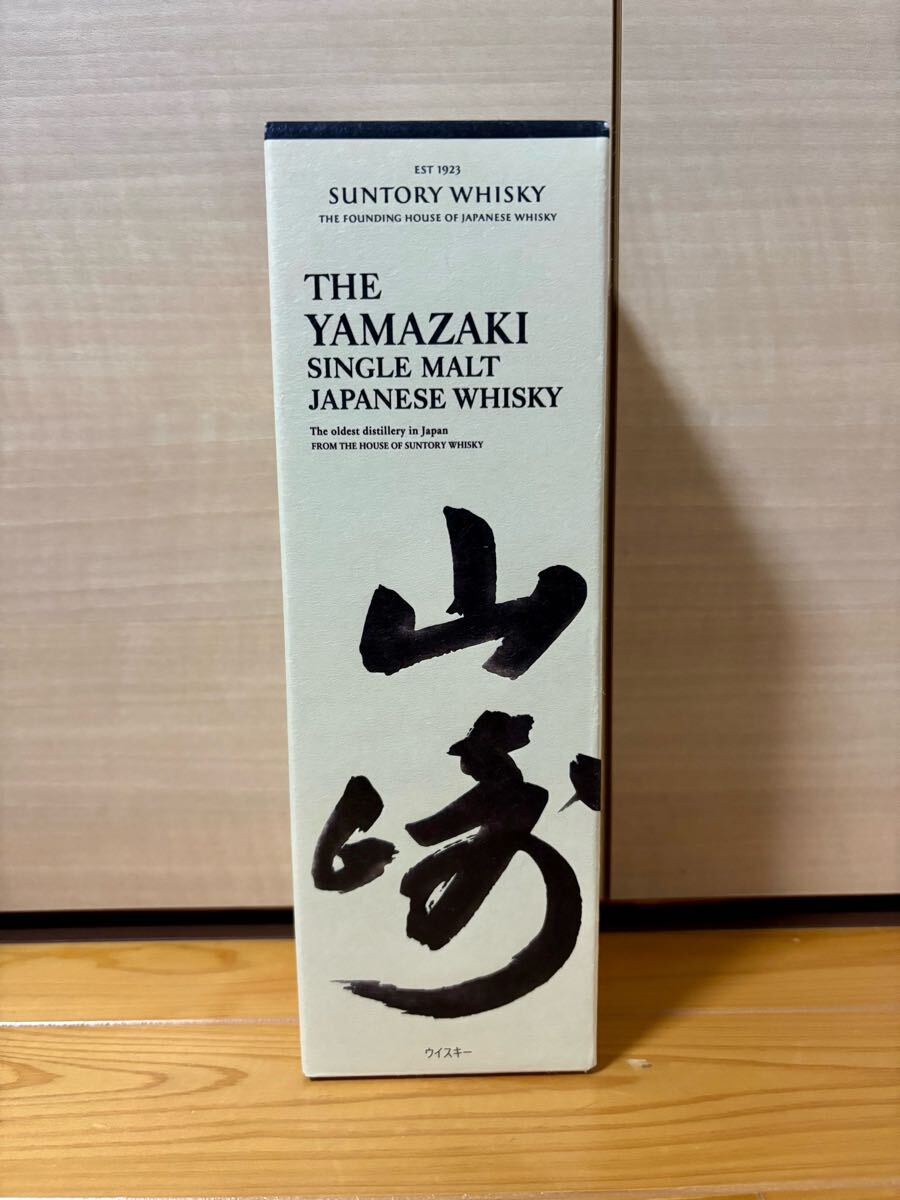 EST 1923
SUNTORY WHISKY
THE FOUNDING HOUSE OF JAPANESE WHISKY
THE
YAMAZAKI
SINGLE MALT
JAPANESE WHISKY
The oldest distillery in Japan
FROM THE HOUSE OF SUNTORY WHISKY
山
崎
ウイスキー